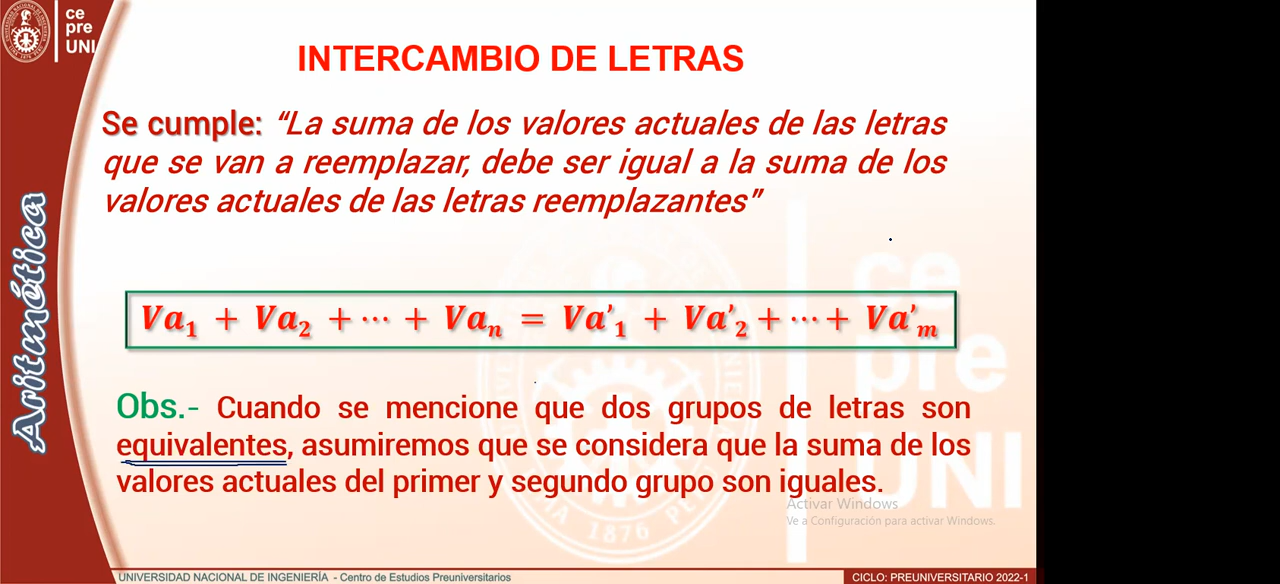 ce
pre
UNI
INTERCAMBIO DE LETRAS
Se cumple: “La suma de los valores actuales de las letras
que se van a reemplazar, debe ser igual a la suma de los
valores actuales de las letras reemplazantes”
Va₁ + Va₂ + ⋯ + Vaₙ = Va’₁ + Va’₂ + ⋯ + Va’ₘ
Obs.- Cuando se mencione que dos grupos de letras son
equivalentes, asumiremos que se considera que la suma de los
valores actuales del primer y segundo grupo son iguales.
Aritmética
ce
pre
UNI
1876
Activar Windows
Ve a Configuración para activar Windows.
UNIVERSIDAD NACIONAL DE INGENIERÍA - Centro de Estudios Preuniversitarios
CICLO: PREUNIVERSITARIO 2022-1